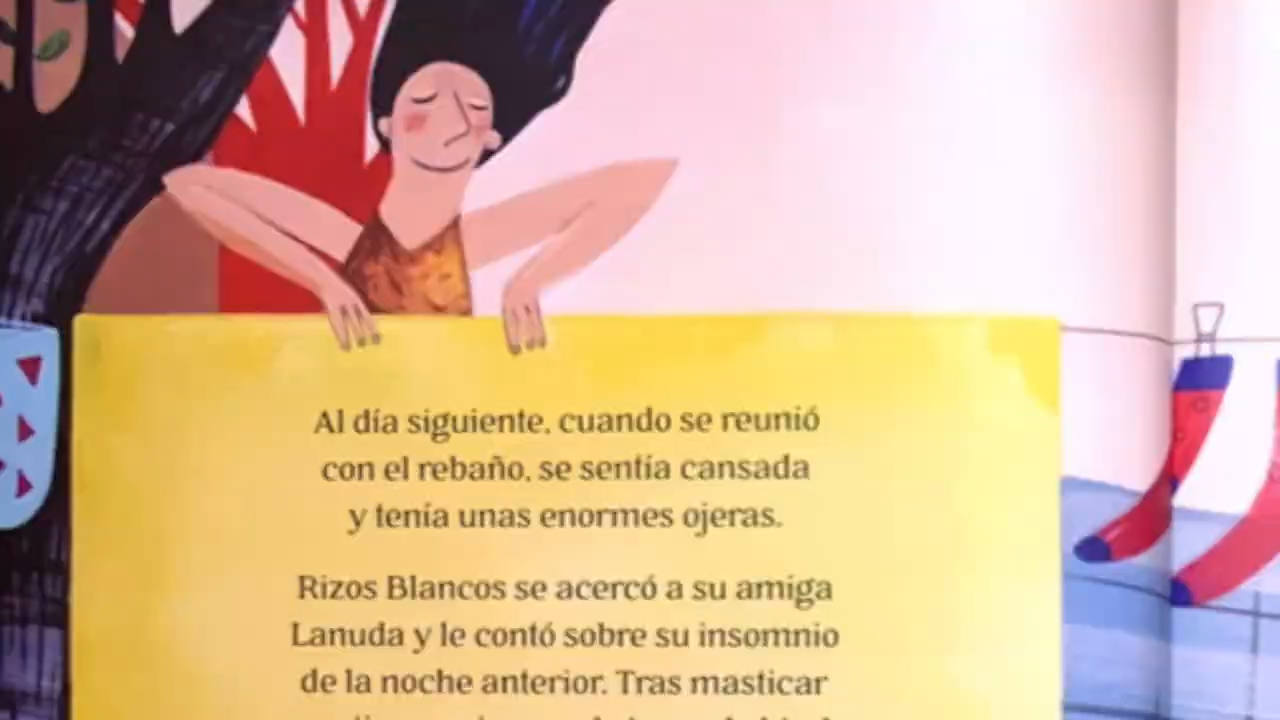 Al día siguiente, cuando se reunió
con el rebaño, se sentía cansada
y tenía unas enormes ojeras.
Rizos Blancos se acercó a su amiga
Lanuda y le contó sobre su insomnio
de la noche anterior. Tras masticar